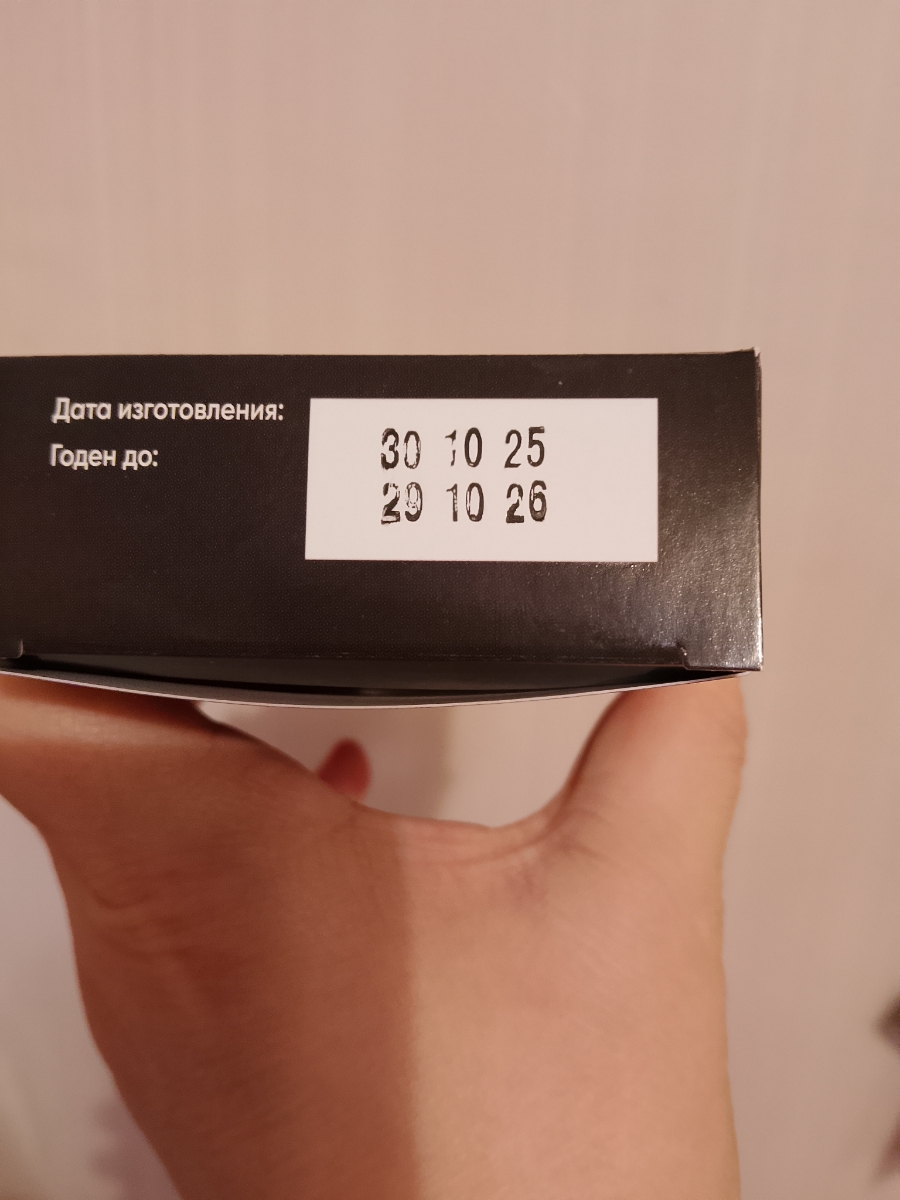 Дата изготовления: 30 10 25
Годен до: 29 10 26